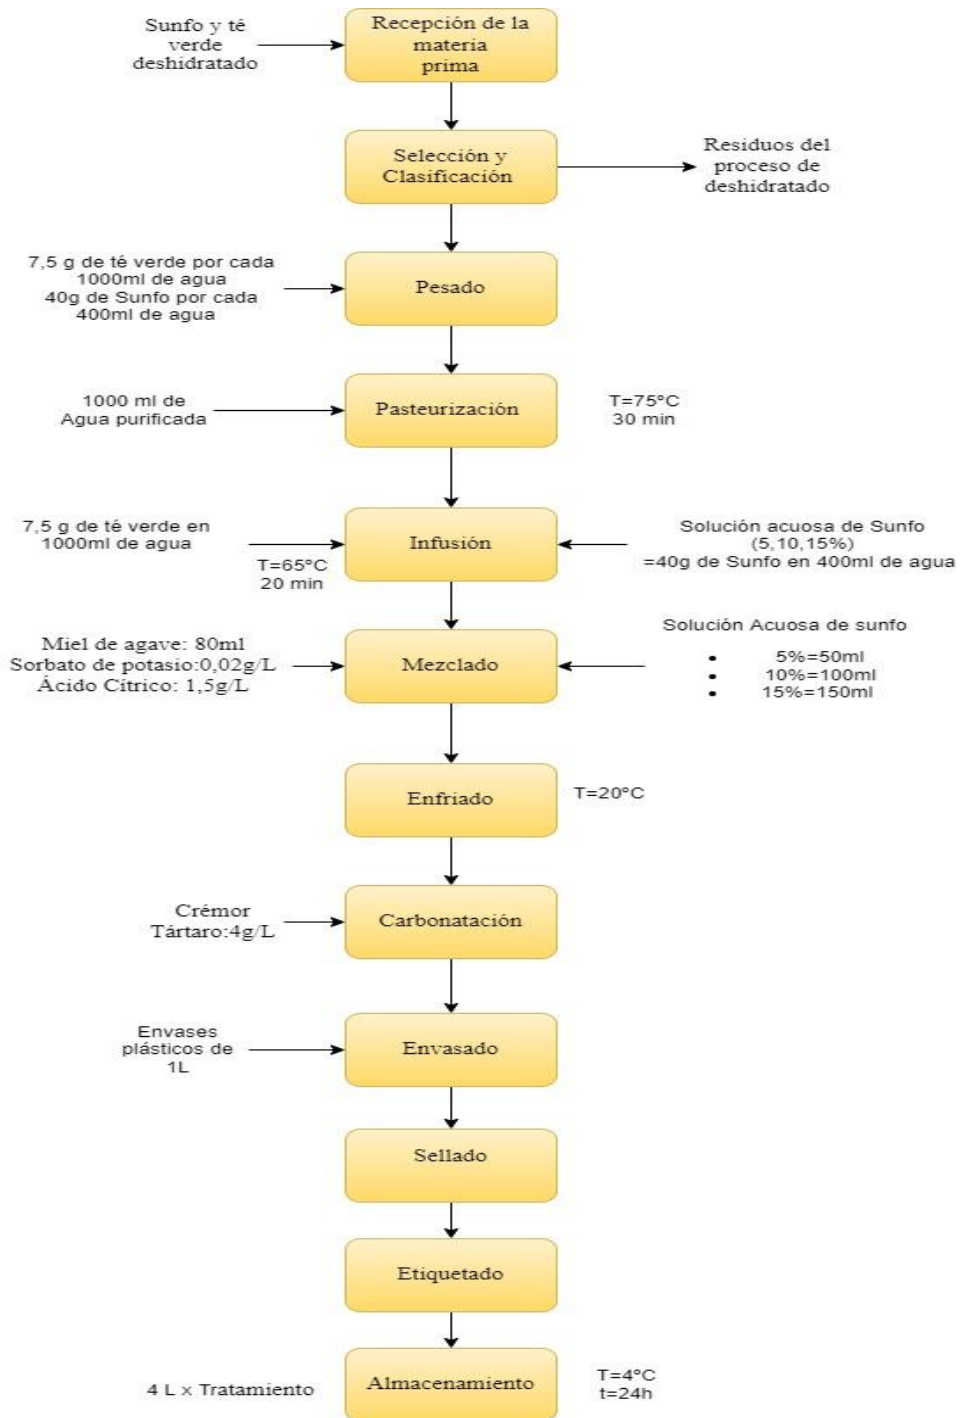 Sunfo y té
verde
deshidratado
Recepción de la
materia
prima
Selección y
Clasificación
Residuos del
proceso de
deshidratado
7,5 g de té verde por cada
1000ml de agua
40g de Sunfo por cada
400ml de agua
Pesado
1000 ml de
Agua purificada
Pasteurización
T=75°C
30 min
7,5 g de té verde en
1000ml de agua
T=65°C
20 min
Infusión
Solución acuosa de Sunfo
(5,10,15%)
=40g de Sunfo en 400ml de agua
Miel de agave: 80ml
Sorbato de potasio:0,02g/L
Ácido Cítrico: 1,5g/L
Mezclado
Solución Acuosa de sunfo
• 5%=50ml
• 10%=100ml
• 15%=150ml
Enfriado
T=20°C
Crémor
Tártaro:4g/L
Carbonatación
Envases
plásticos de
1L
Envasado
Sellado
Etiquetado
4 L x Tratamiento
Almacenamiento
T=4°C
t=24h